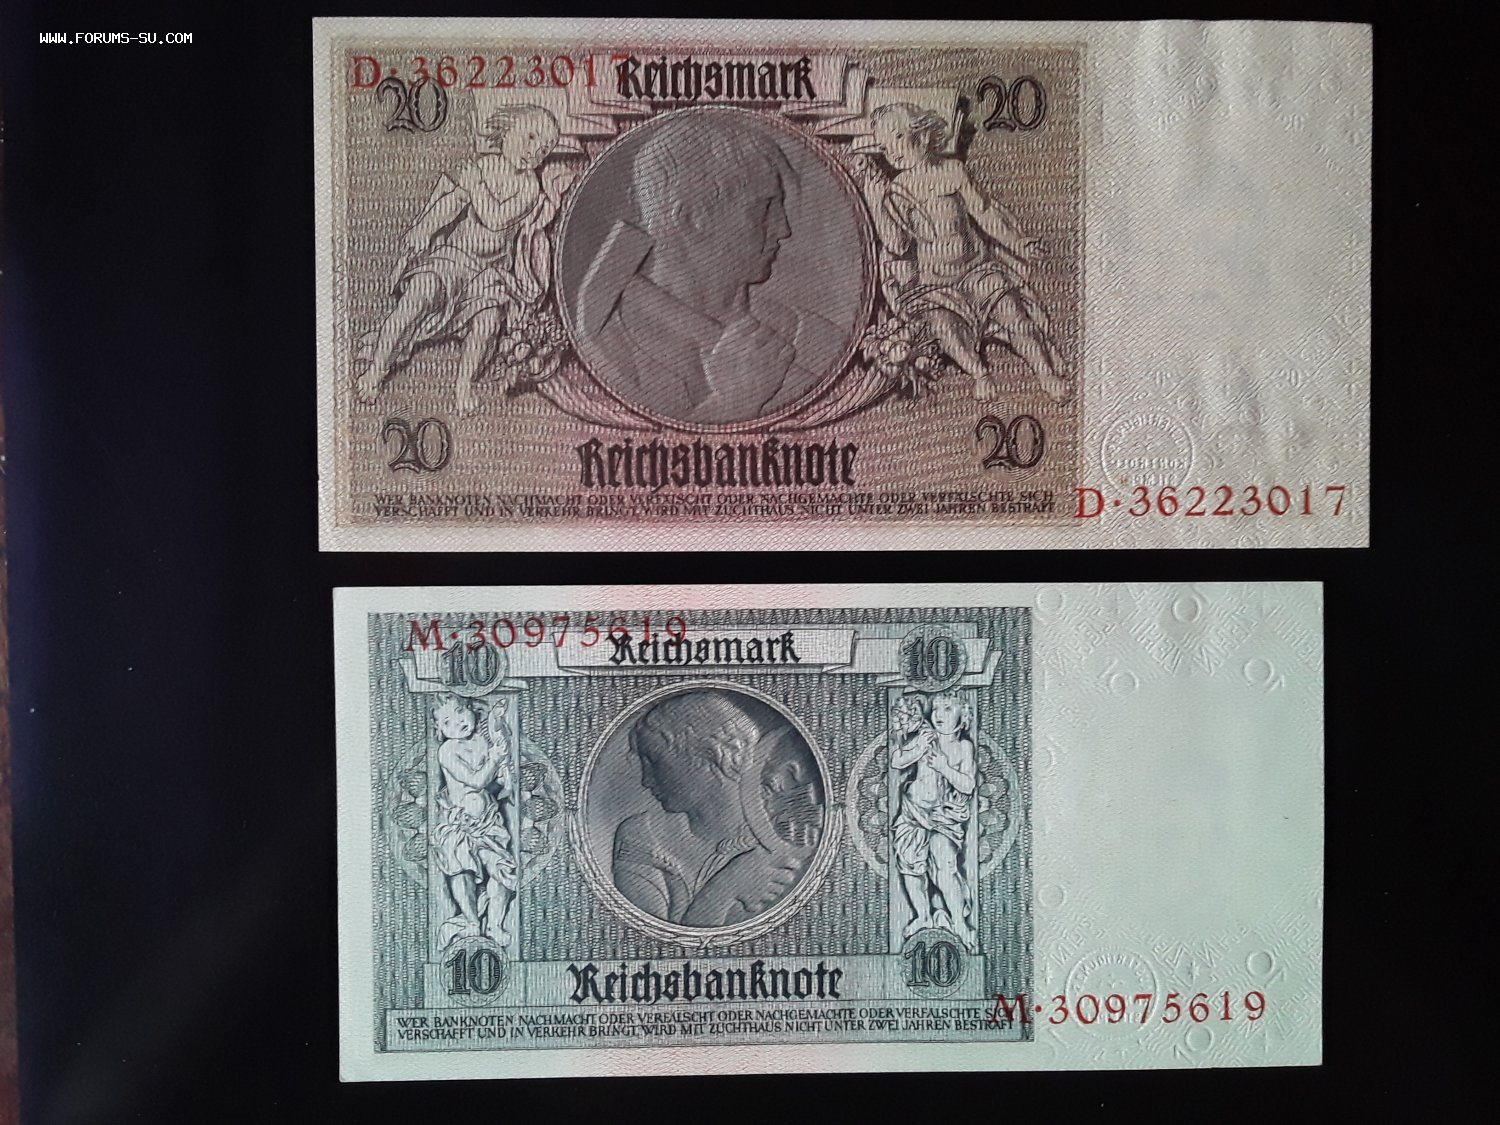 WWW.FORUMS-SU.COM
D·36223017
Reichsmark
20
20
20
20
Reichsbanknote
WER BANKNOTEN NACHMACHT ODER VERFÄLSCHT ODER NACHGEMACHTE ODER VERFÄLSCHTE SICH
VERSCHAFFT UND IN VERKEHR BRINGT, WIRD MIT ZUCHTHAUS NICHT UNTER ZWEI JAHREN BESTRAFT
D·36223017
M·30975619
Reichsmark
10
10
10
10
Reichsbanknote
WER BANKNOTEN NACHMACHT ODER VERFÄLSCHT ODER NACHGEMACHTE ODER VERFÄLSCHTE SICH
VERSCHAFFT UND IN VERKEHR BRINGT, WIRD MIT ZUCHTHAUS NICHT UNTER ZWEI JAHREN BESTRAFT
M·30975619